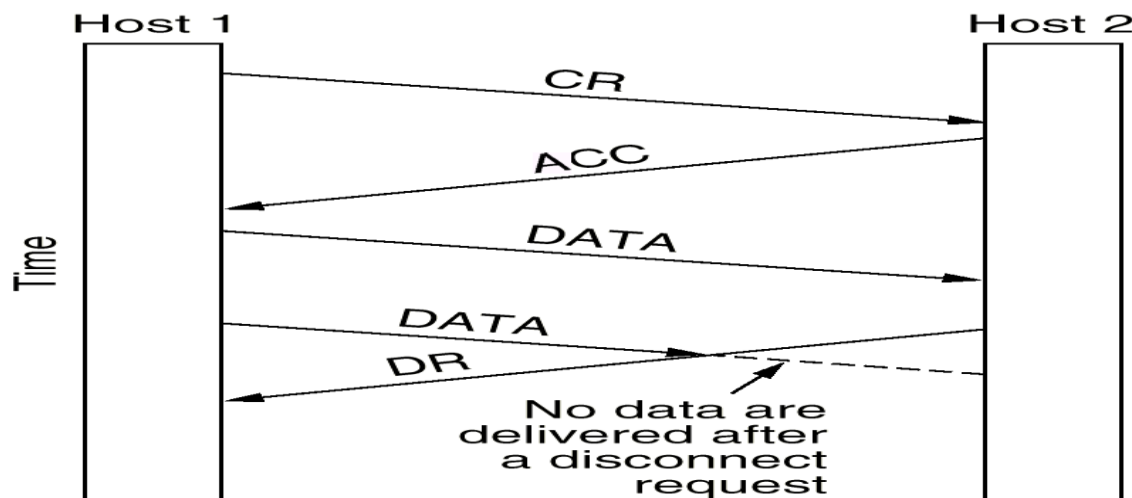 Host 1
Host 2
CR
ACC
DATA
Time
DATA
DR
No data are
delivered after
a disconnect
request